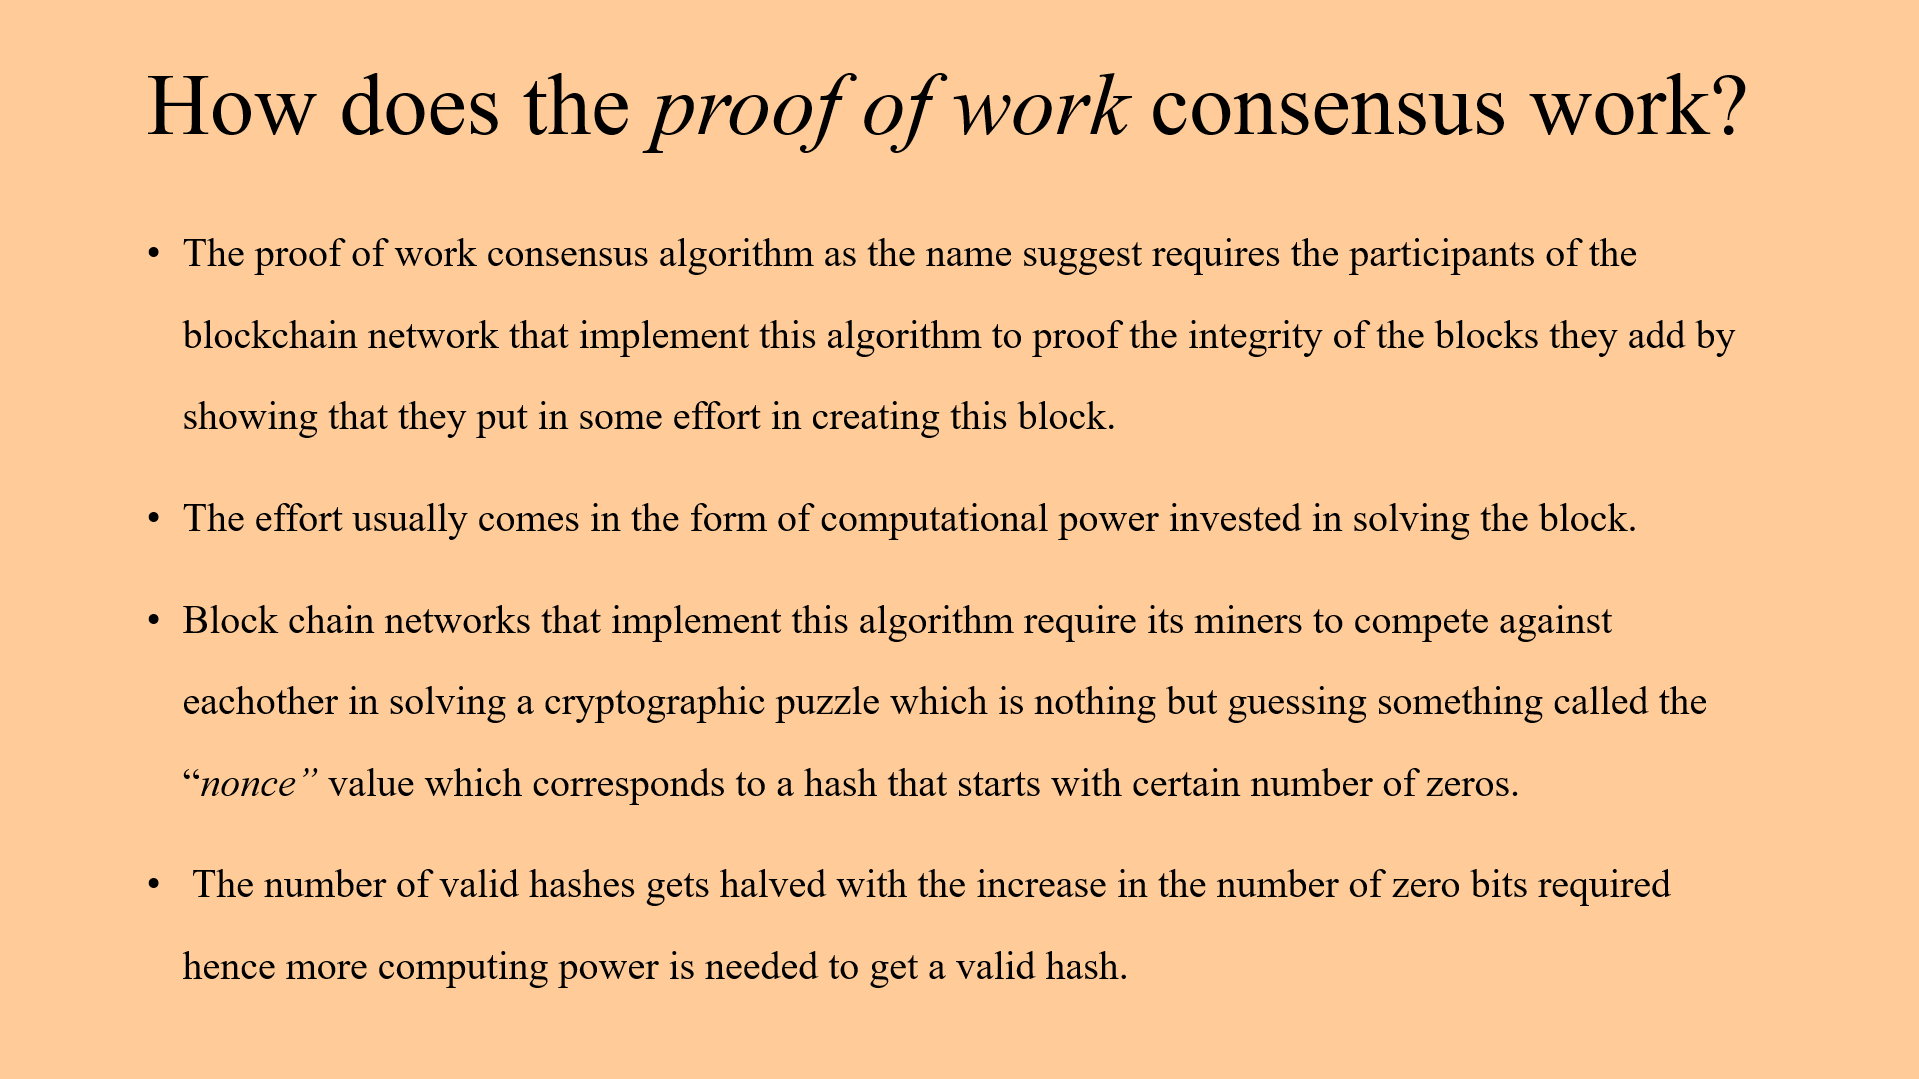 How does the proof of work consensus work?
• The proof of work consensus algorithm as the name suggest requires the participants of the
blockchain network that implement this algorithm to proof the integrity of the blocks they add by
showing that they put in some effort in creating this block.
• The effort usually comes in the form of computational power invested in solving the block.
• Block chain networks that implement this algorithm require its miners to compete against
eachother in solving a cryptographic puzzle which is nothing but guessing something called the
“nonce” value which corresponds to a hash that starts with certain number of zeros.
• The number of valid hashes gets halved with the increase in the number of zero bits required
hence more computing power is needed to get a valid hash.